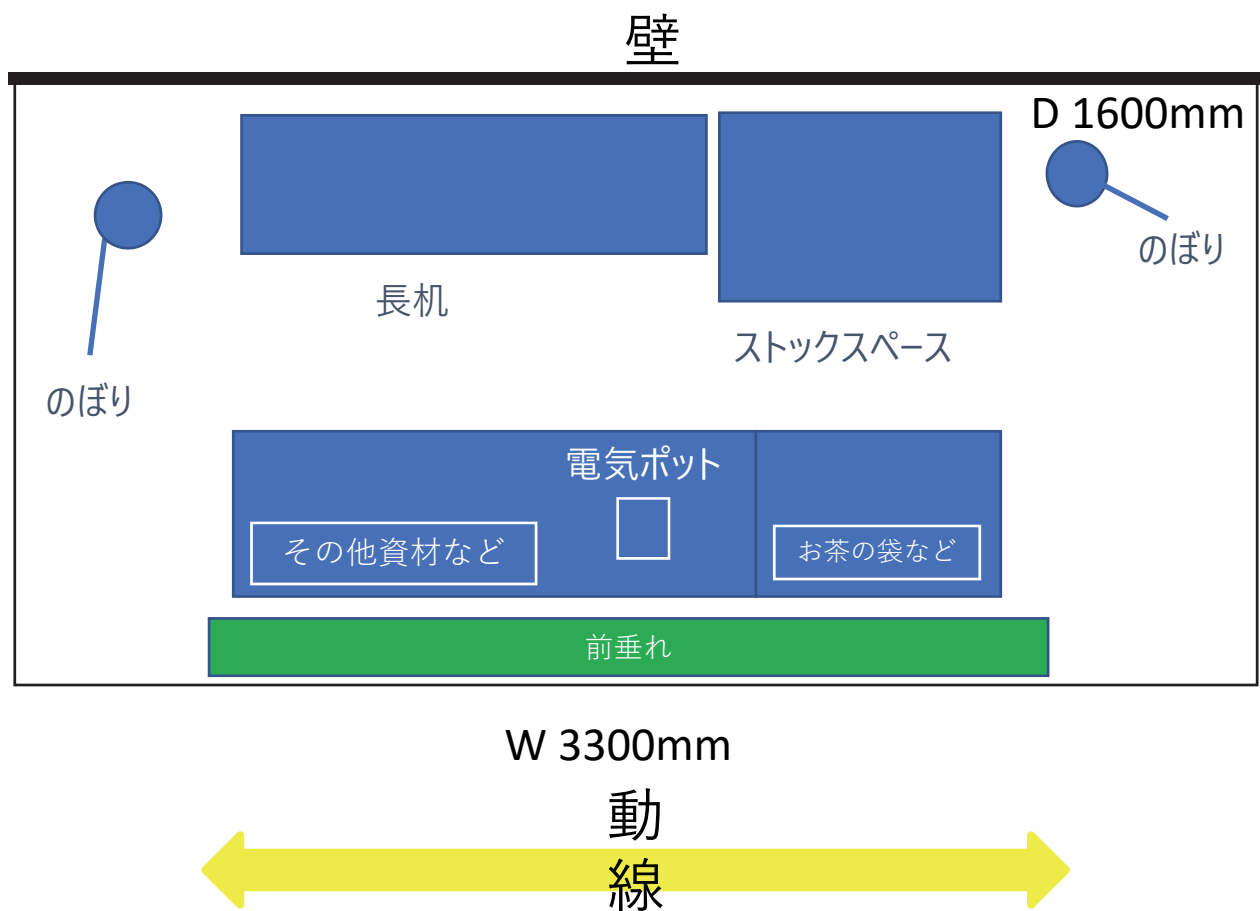 壁
D 1600mm
のぼり
長机
ストックスペース
のぼり
電気ポット
その他資材など
お茶の袋など
前垂れ
W 3300mm
動
線